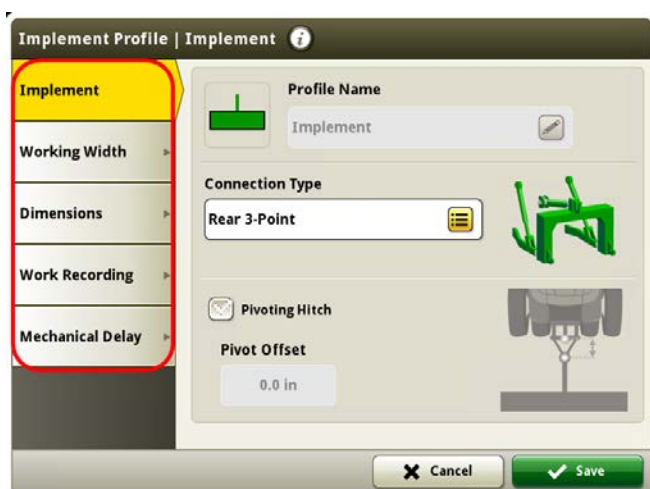 Implement Profile | Implement i
Implement
Working Width
Dimensions
Work Recording
Mechanical Delay
Profile Name
Implement
Connection Type
Rear 3-Point
Pivoting Hitch
Pivot Offset
0.0 in
Cancel
Save